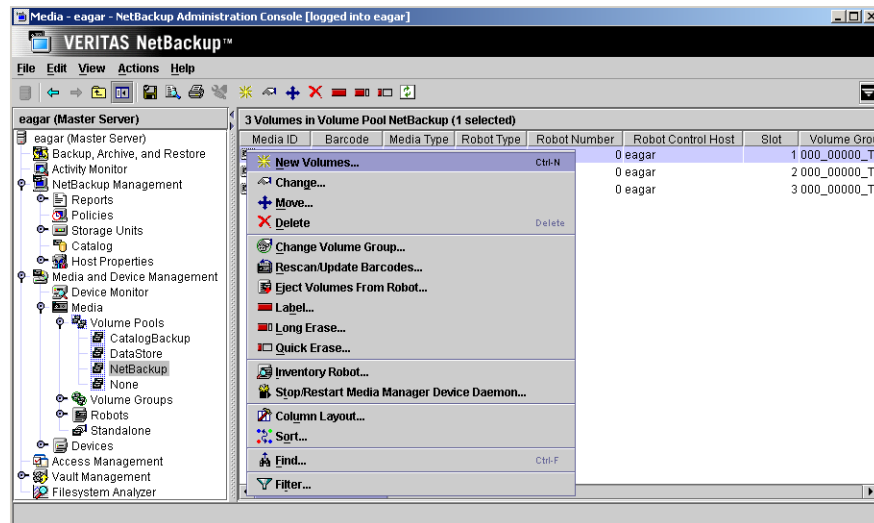 Media - eagar - NetBackup Administration Console [logged into eagar]
VERITAS NetBackup™
File Edit View Actions Help
eagar (Master Server)
3 Volumes in Volume Pool NetBackup (1 selected)
eagar (Master Server)
Backup, Archive, and Restore
Activity Monitor
NetBackup Management
Reports
Policies
Storage Units
Catalog
Host Properties
Media and Device Management
Device Monitor
Media
Volume Pools
CatalogBackup
DataStore
NetBackup
None
Volume Groups
Robots
Standalone
Devices
Access Management
Vault Management
Filesystem Analyzer
Media ID Barcode Media Type Robot Type Robot Number Robot Control Host Slot Volume Gro
0 eagar 1 000_00000_T
0 eagar 2 000_00000_T
0 eagar 3 000_00000_T
New Volumes... Ctrl-N
Change...
Move...
Delete Delete
Change Volume Group...
Rescan/Update Barcodes...
Eject Volumes From Robot...
Label...
Long Erase...
Quick Erase...
Inventory Robot...
Stop/Restart Media Manager Device Daemon...
Column Layout...
Sort...
Find... Ctrl-F
Filter...